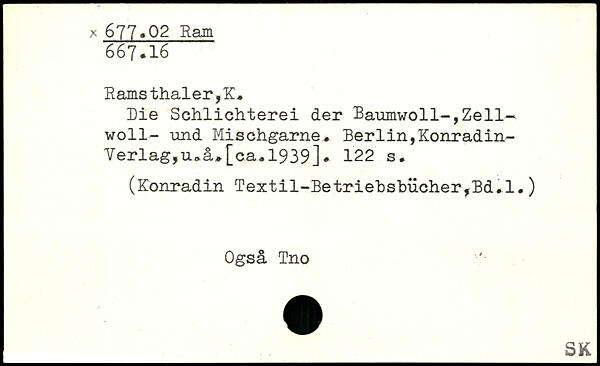 x 677.02 Ram
667.16
Ramsthaler,K.
Die Schlichterei der Baumwoll-,Zell-
woll- und Mischgarne. Berlin,Konradin-
Verlag,u.å.[ca.1939]. 122 s.
(Konradin Textil-Betriebsbücher,Bd.1.)
Også Tno
SK